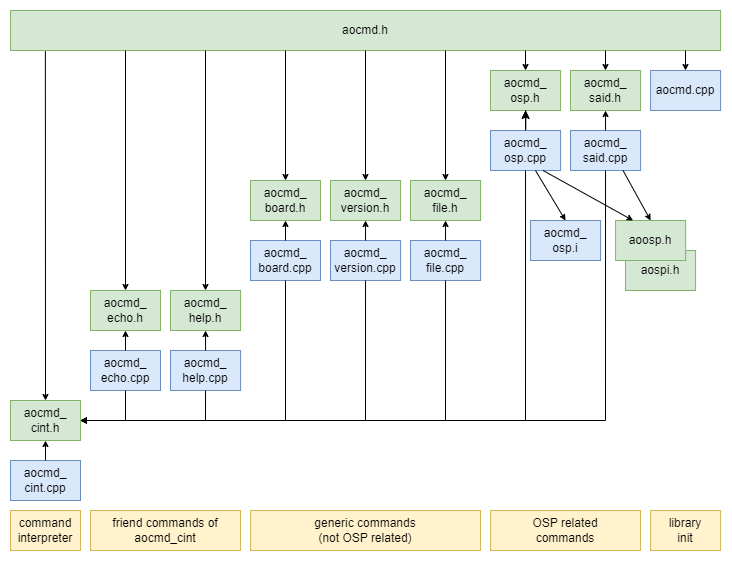 aocmd.h
aocmd_
osp.h
aocmd_
said.h
aocmd.cpp
aocmd_
osp.cpp
aocmd_
said.cpp
aocmd_
board.h
aocmd_
version.h
aocmd_
file.h
aocmd_
osp.i
aoosp.h
aospi.h
aocmd_
board.cpp
aocmd_
version.cpp
aocmd_
file.cpp
aocmd_
echo.h
aocmd_
help.h
aocmd_
echo.cpp
aocmd_
help.cpp
aocmd_
cint.h
aocmd_
cint.cpp
command
interpreter
friend commands of
aocmd_cint
generic commands
(not OSP related)
OSP related
commands
library
init